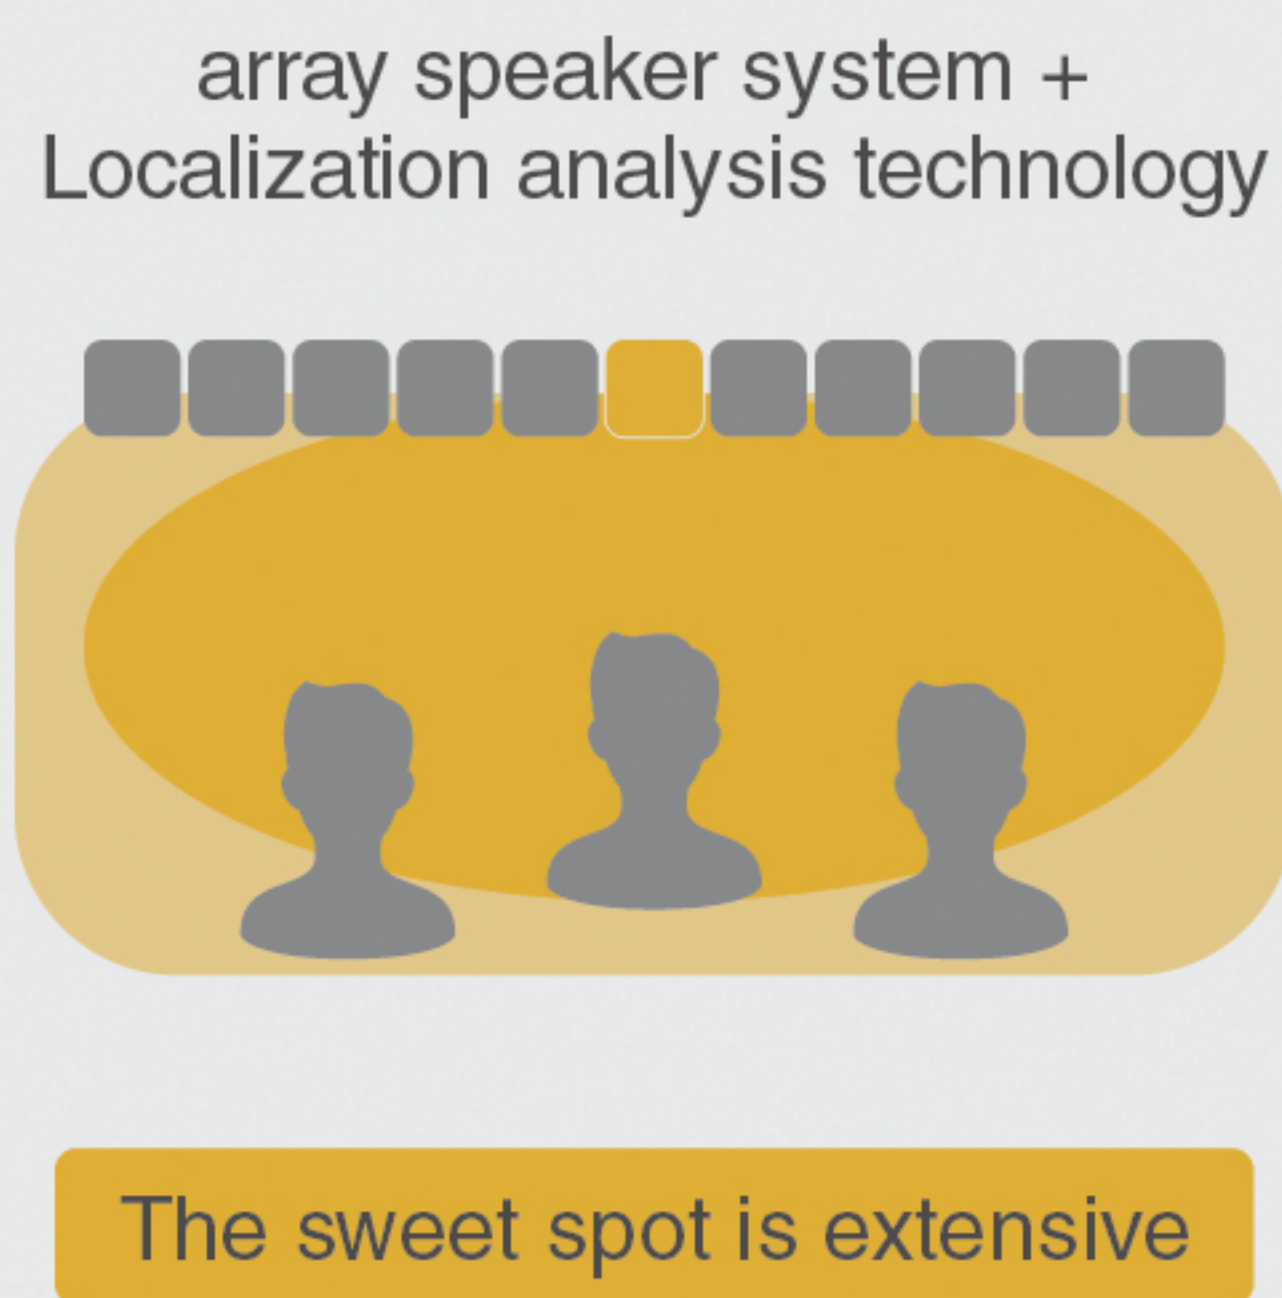 array speaker system +
Localization analysis technology
The sweet spot is extensive